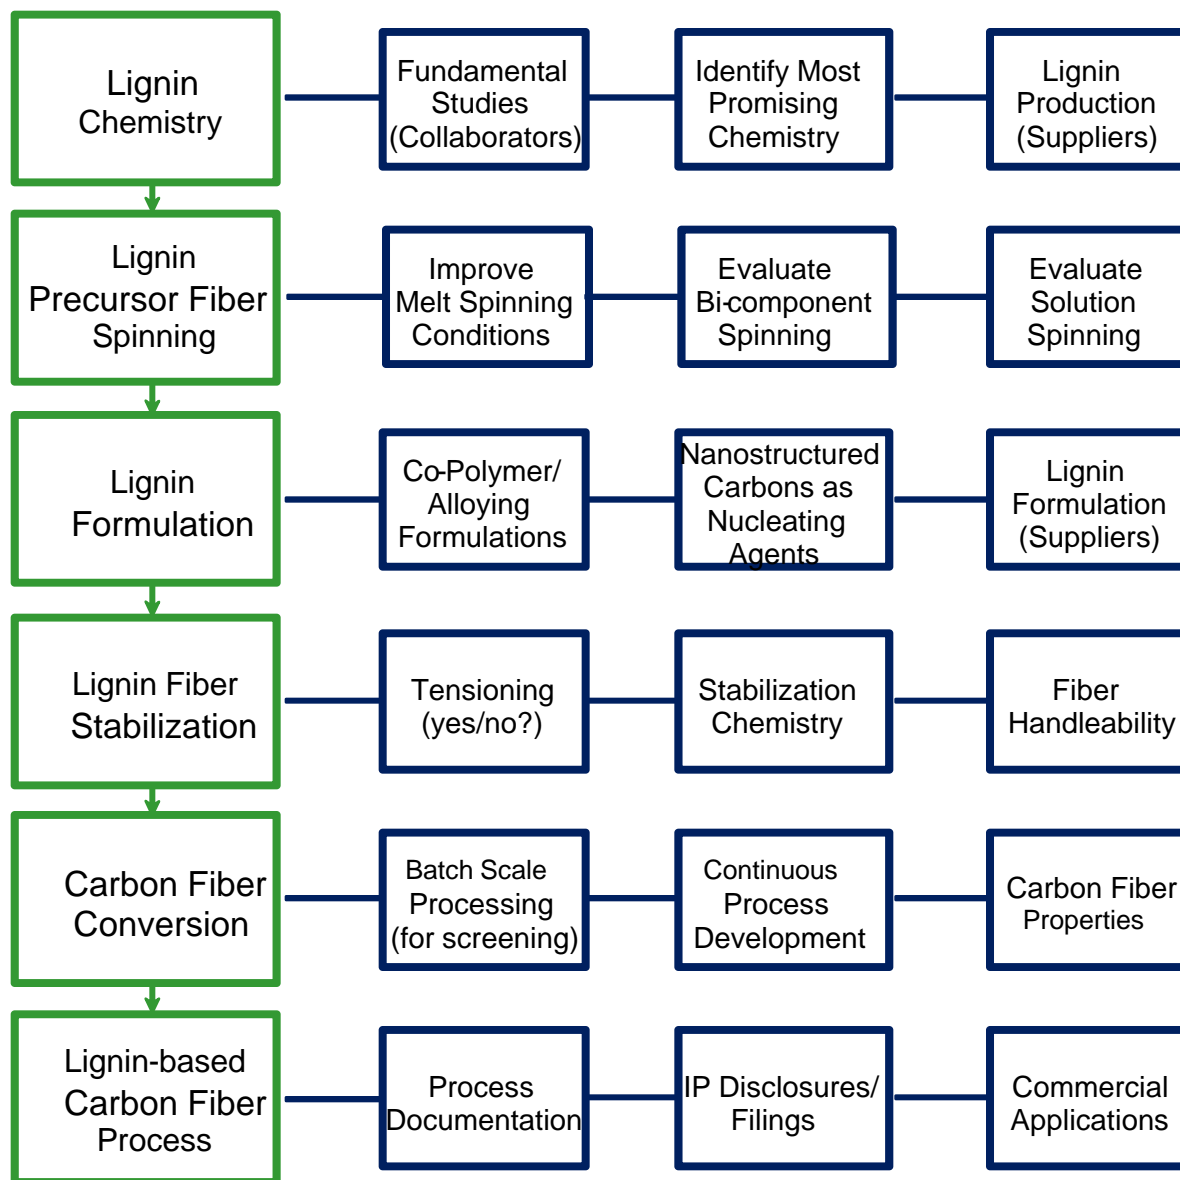 Lignin
Chemistry
Fundamental
Studies
(Collaborators)
Identify Most
Promising
Chemistry
Lignin
Production
(Suppliers)
Lignin
Precursor Fiber
Spinning
Improve
Melt Spinning
Conditions
Evaluate
Bi-component
Spinning
Evaluate
Solution
Spinning
Lignin
Formulation
Co-Polymer/
Alloying
Formulations
Nanostructured
Carbons as
Nucleating
Agents
Lignin
Formulation
(Suppliers)
Lignin Fiber
Stabilization
Tensioning
(yes/no?)
Stabilization
Chemistry
Fiber
Handleability
Carbon Fiber
Conversion
Batch Scale
Processing
(for screening)
Continuous
Process
Development
Carbon Fiber
Properties
Lignin-based
Carbon Fiber
Process
Process
Documentation
IP Disclosures/
Filings
Commercial
Applications